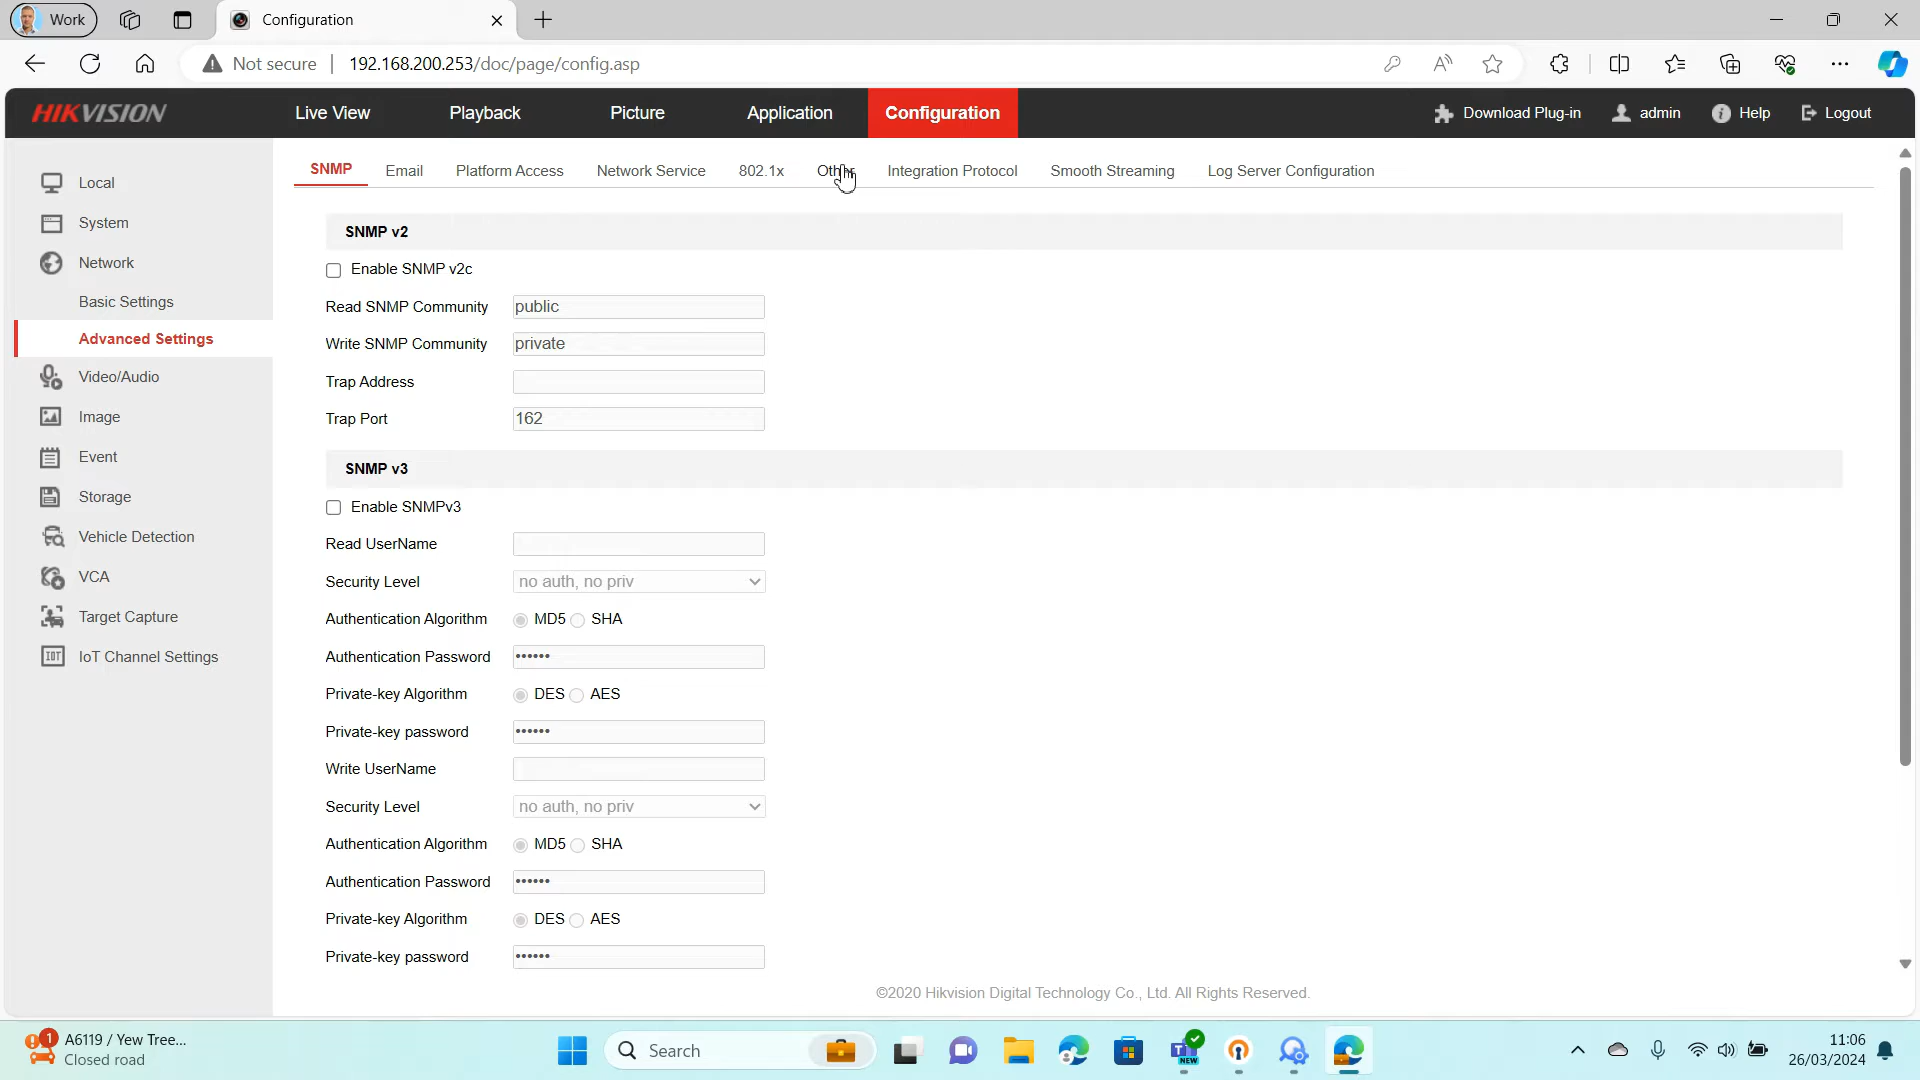 Work
Configuration
Not secure
192.168.200.253/doc/page/config.asp
HIKVISION
Live View
Playback
Picture
Application
Configuration
Download Plug-in
admin
Help
Logout
Local
System
Network
Basic Settings
Advanced Settings
Video/Audio
Image
Event
Storage
Vehicle Detection
VCA
Target Capture
IoT Channel Settings
SNMP
Email
Platform Access
Network Service
802.1x
Other
Integration Protocol
Smooth Streaming
Log Server Configuration
SNMP v2
Enable SNMP v2c
Read SNMP Community public
Write SNMP Community private
Trap Address
Trap Port 162
SNMP v3
Enable SNMPv3
Read UserName
Security Level no auth, no priv
Authentication Algorithm MD5 SHA
Authentication Password ••••••
Private-key Algorithm DES AES
Private-key password ••••••
Write UserName
Security Level no auth, no priv
Authentication Algorithm MD5 SHA
Authentication Password ••••••
Private-key Algorithm DES AES
Private-key password ••••••
©2020 Hikvision Digital Technology Co., Ltd. All Rights Reserved.
1
A6119 / Yew Tree...
Closed road
Search
NEW
11:06
26/03/2024